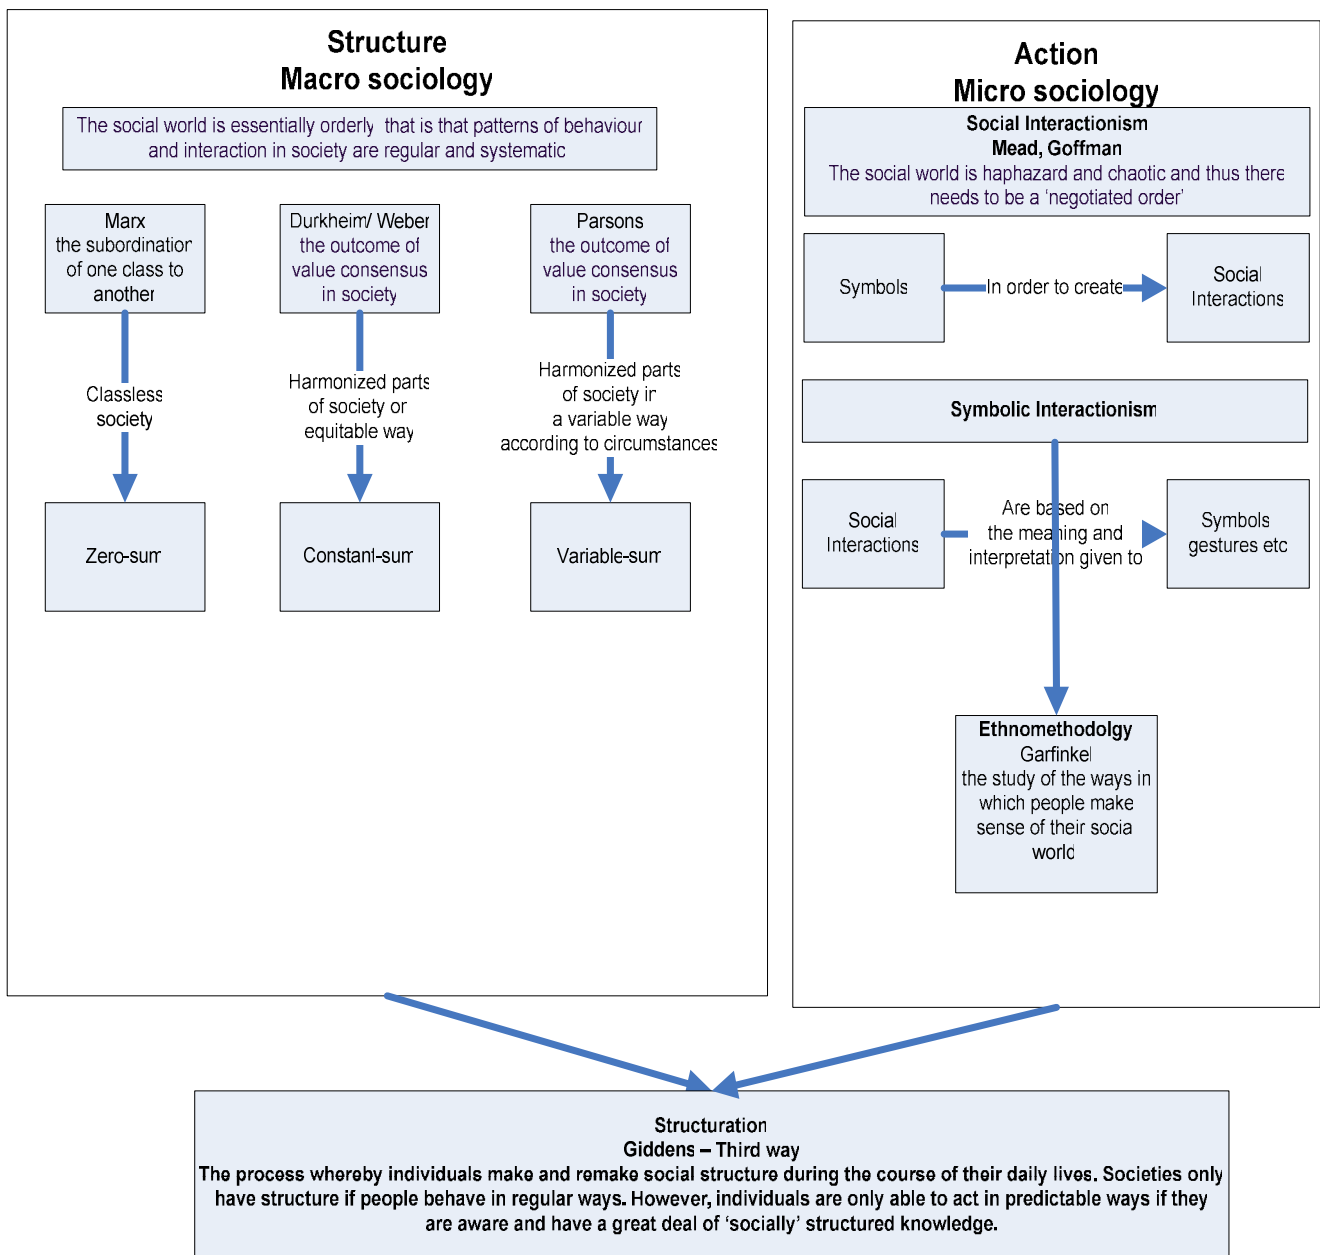 Structure
Macro sociology
The social world is essentially orderly that is that patterns of behaviour
and interaction in society are regular and systematic
Marx
the subordination
of one class to
another
Durkheim/ Weber
the outcome of
value consensus
in society
Parsons
the outcome of
value consensus
in society
Classless
society
Harmonized parts
of society or
equitable way
Harmonized parts
of society in
a variable way
according to circumstances
Zero-sum
Constant-sum
Variable-sum
Action
Micro sociology
Social Interactionism
Mead, Goffman
The social world is haphazard and chaotic and thus there
needs to be a ‘negotiated order’
Symbols
In order to create
Social
Interactions
Symbolic Interactionism
Social
Interactions
Are based on
the meaning and
interpretation given to
Symbols
gestures etc
Ethnomethodolgy
Garfinkel
the study of the ways in
which people make
sense of their socia
world
Structuration
Giddens – Third way
The process whereby individuals make and remake social structure during the course of their daily lives. Societies only
have structure if people behave in regular ways. However, individuals are only able to act in predictable ways if they
are aware and have a great deal of ‘socially’ structured knowledge.